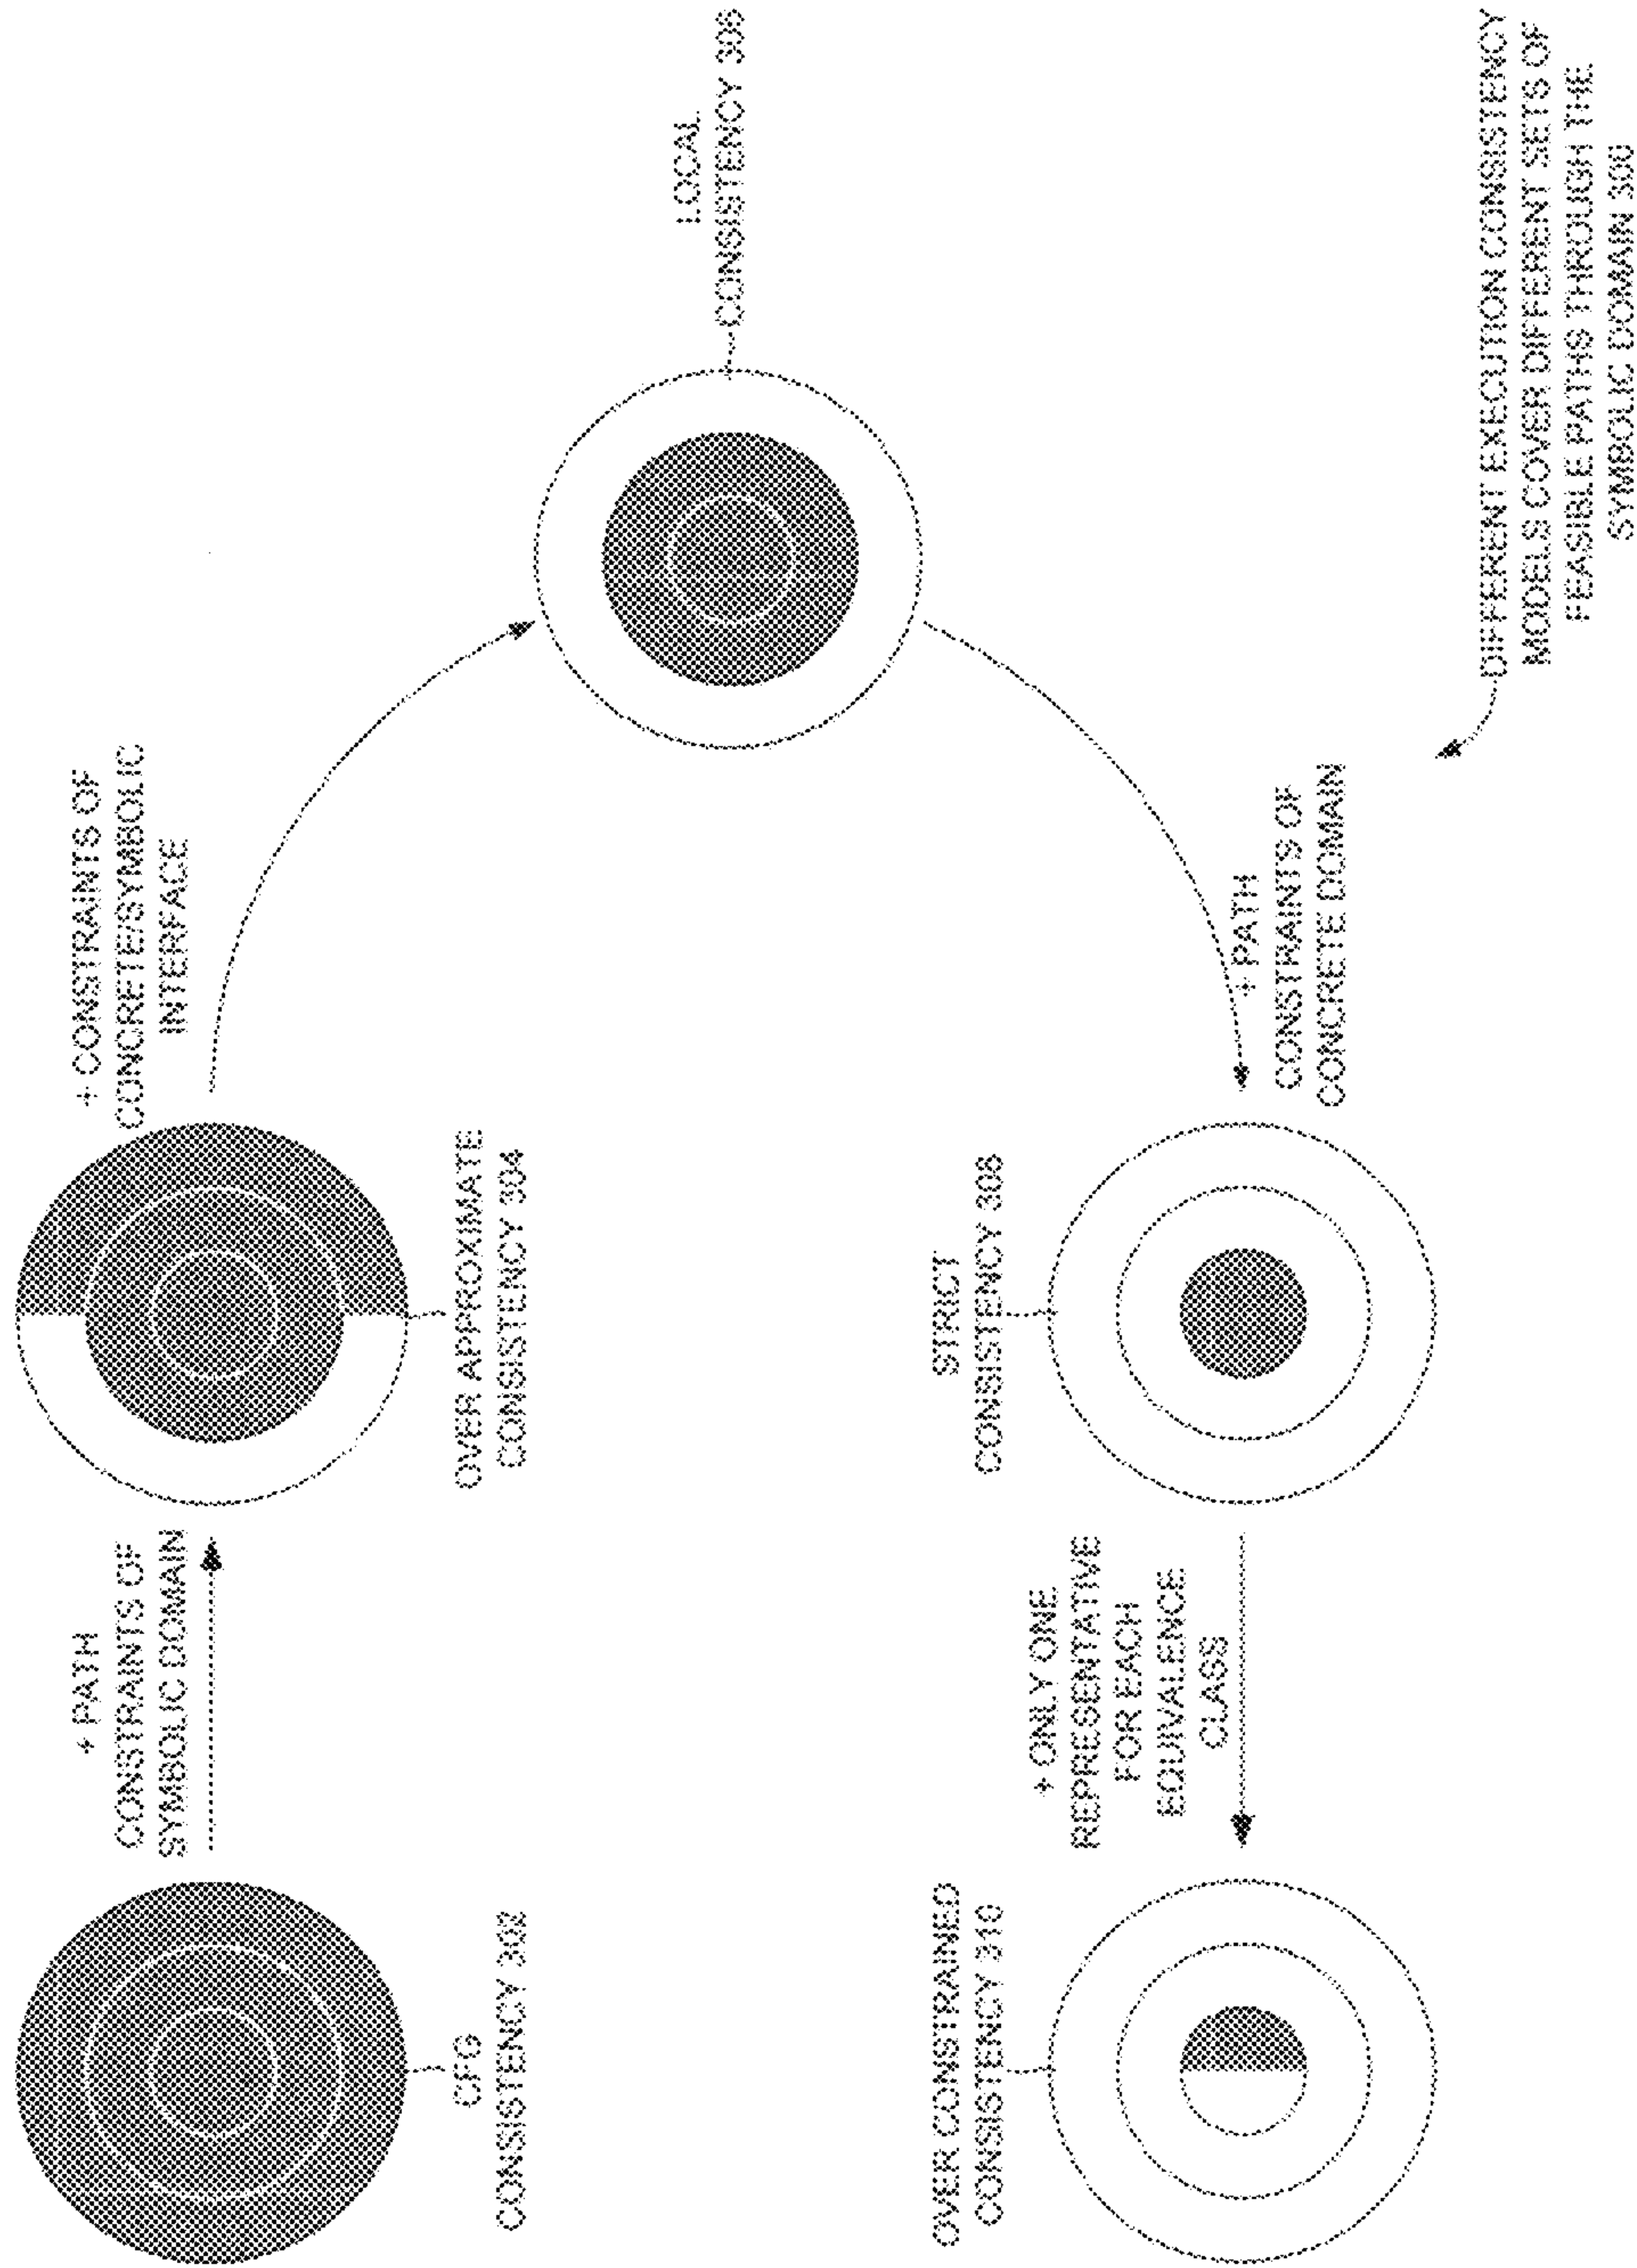 CFG
CONSISTENCY 302
+ PATH
CONSTRAINTS OF
SYMBOLIC DOMAIN
OVER APPROXIMATE
CONSISTENCY 304
+ CONSTRAINTS OF
CONCRETE/SYMBOLIC
INTERFACE
LOCAL
CONSISTENCY 306
OVER CONSTRAINED
CONSISTENCY 310
+ ONLY ONE
REPRESENTATIVE
FOR EACH
EQUIVALENCE
CLASS
STRICT
CONSISTENCY 308
+ PATH
CONSTRAINTS OF
CONCRETE DOMAIN
DIFFERENT EXECUTION CONSISTENCY
MODELS COVER DIFFERENT SETS OF
FEASIBLE PATHS THROUGH THE
SYMBOLIC DOMAIN 300